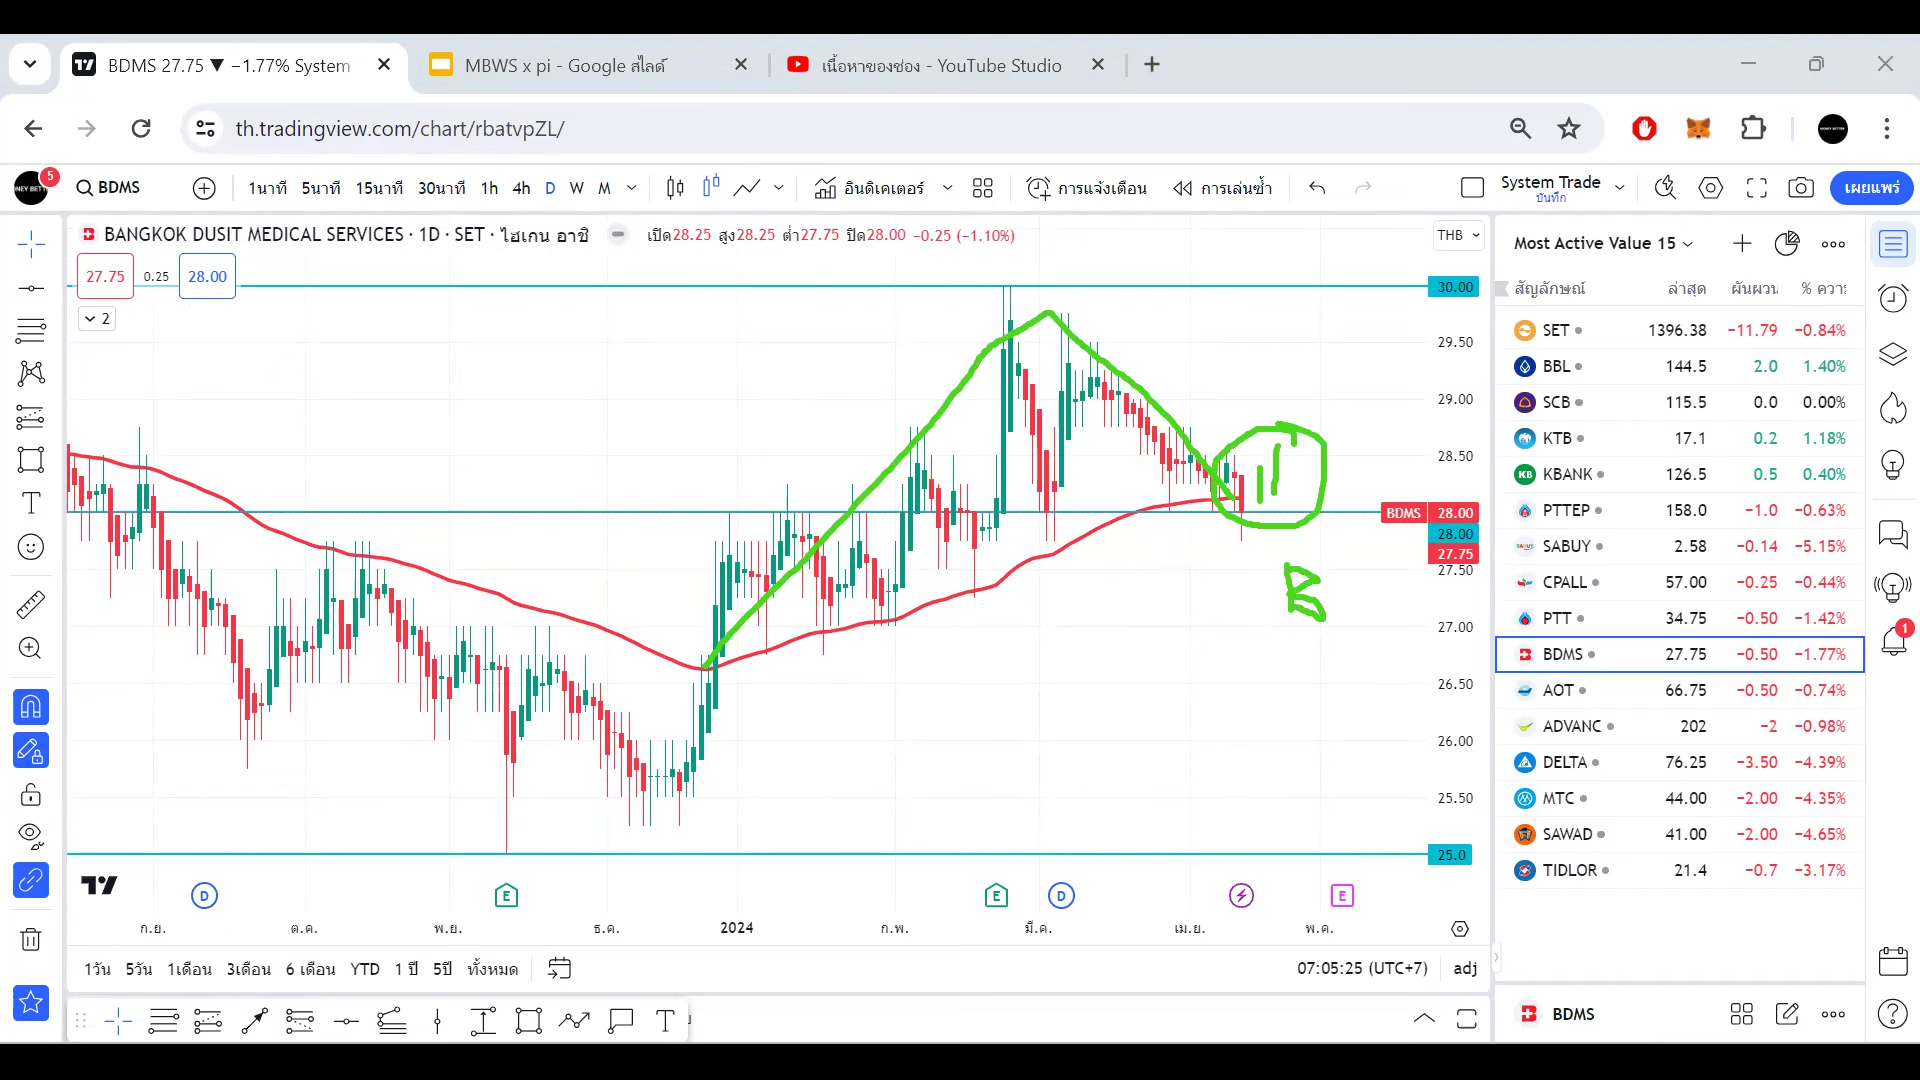 BDMS 27.75 ▼ −1.77% System
MBWS x pi - Google สไลด์
เนื้อหาของช่อง - YouTube Studio
th.tradingview.com/chart/rbatvpZL/
5
BDMS
1นาที 5นาที 15นาที 30นาที 1h 4h D W M
อินดิเคเตอร์
การแจ้งเตือน
การเล่นซ้ำ
System Trade
บันทึก
เผยแพร่
BANGKOK DUSIT MEDICAL SERVICES · 1D · SET · ไฮเกน อาชิ
เปิด28.25 สูง28.25 ต่ำ27.75 ปิด28.00 −0.25 (−1.10%)
THB
27.75 0.25 28.00
2
30.00
29.50
29.00
28.50
BDMS 28.00
28.00
27.75
27.50
27.00
26.50
26.00
25.50
25.0
B
D E E D E
ก.ย. ต.ค. พ.ย. ธ.ค. 2024 ก.พ. มี.ค. เม.ย. พ.ค.
1วัน 5วัน 1เดือน 3เดือน 6 เดือน YTD 1 ปี 5ปี ทั้งหมด
07:05:25 (UTC+7) adj
Most Active Value 15
สัญลักษณ์ ล่าสุด ผันผวน % ความ
SET 1396.38 −11.79 −0.84%
BBL 144.5 2.0 1.40%
SCB 115.5 0.0 0.00%
KTB 17.1 0.2 1.18%
KBANK 126.5 0.5 0.40%
PTTEP 158.0 −1.0 −0.63%
SABUY 2.58 −0.14 −5.15%
CPALL 57.00 −0.25 −0.44%
PTT 34.75 −0.50 −1.42%
BDMS 27.75 −0.50 −1.77%
AOT 66.75 −0.50 −0.74%
ADVANC 202 −2 −0.98%
DELTA 76.25 −3.50 −4.39%
MTC 44.00 −2.00 −4.35%
SAWAD 41.00 −2.00 −4.65%
TIDLOR 21.4 −0.7 −3.17%
1
BDMS